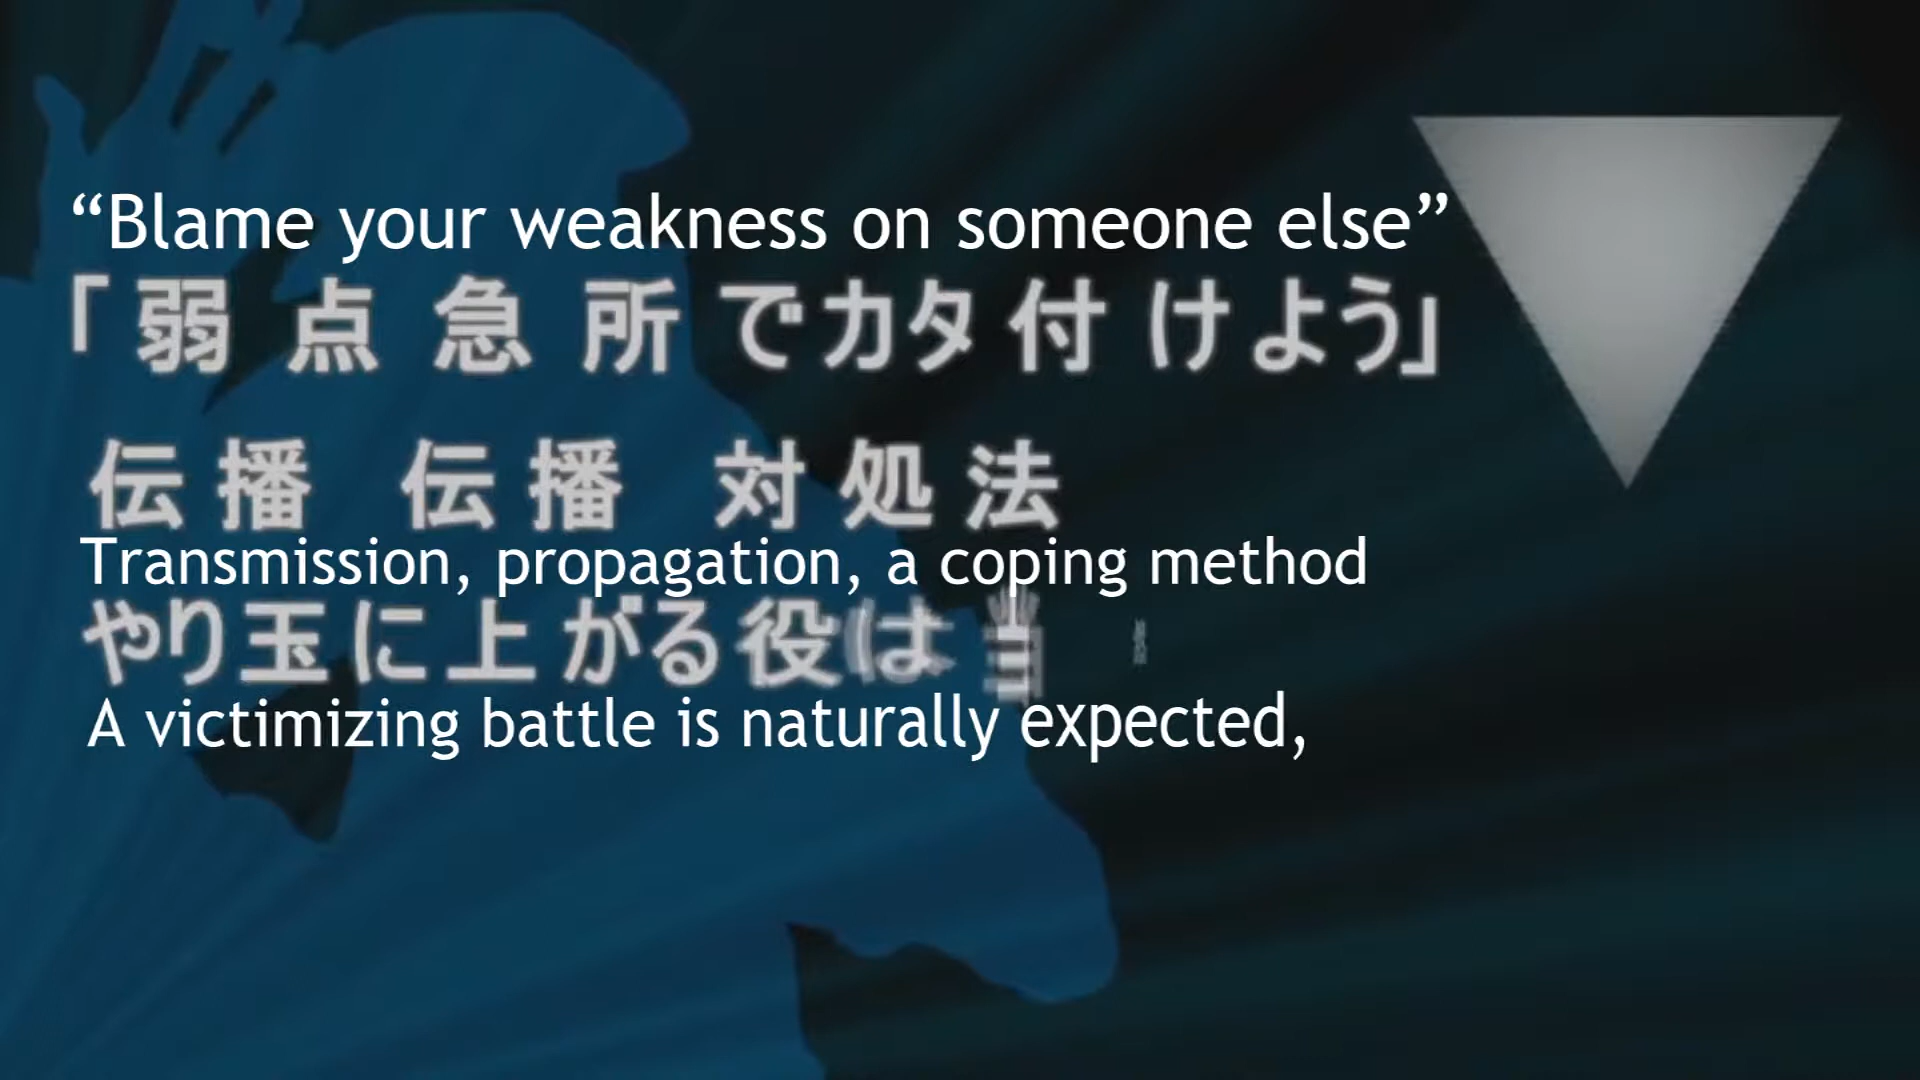 “Blame your weakness on someone else”
「弱点急所でカタ付けよう」
伝播 伝播 対処法
Transmission, propagation, a coping method
やり玉に上がる役は
A victimizing battle is naturally expected,